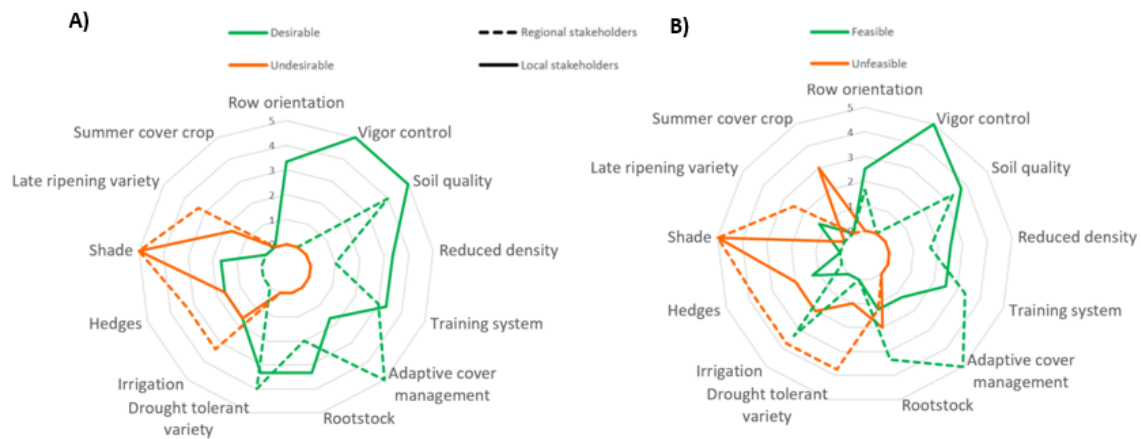 A)
Desirable
Undesirable
Regional stakeholders
Local stakeholders
Row orientation
5
4
3
2
1
0
Vigor control
Soil quality
Reduced density
Training system
Adaptive cover
management
Rootstock
Drought tolerant
variety
Irrigation
Hedges
Shade
Late ripening variety
Summer cover crop
B)
Feasible
Unfeasible
Row orientation
5
4
3
2
1
Vigor control
Soil quality
Reduced density
Training system
Adaptive cover
management
Rootstock
Drought tolerant
variety
Irrigation
Hedges
Shade
Late ripening variety
Summer cover crop